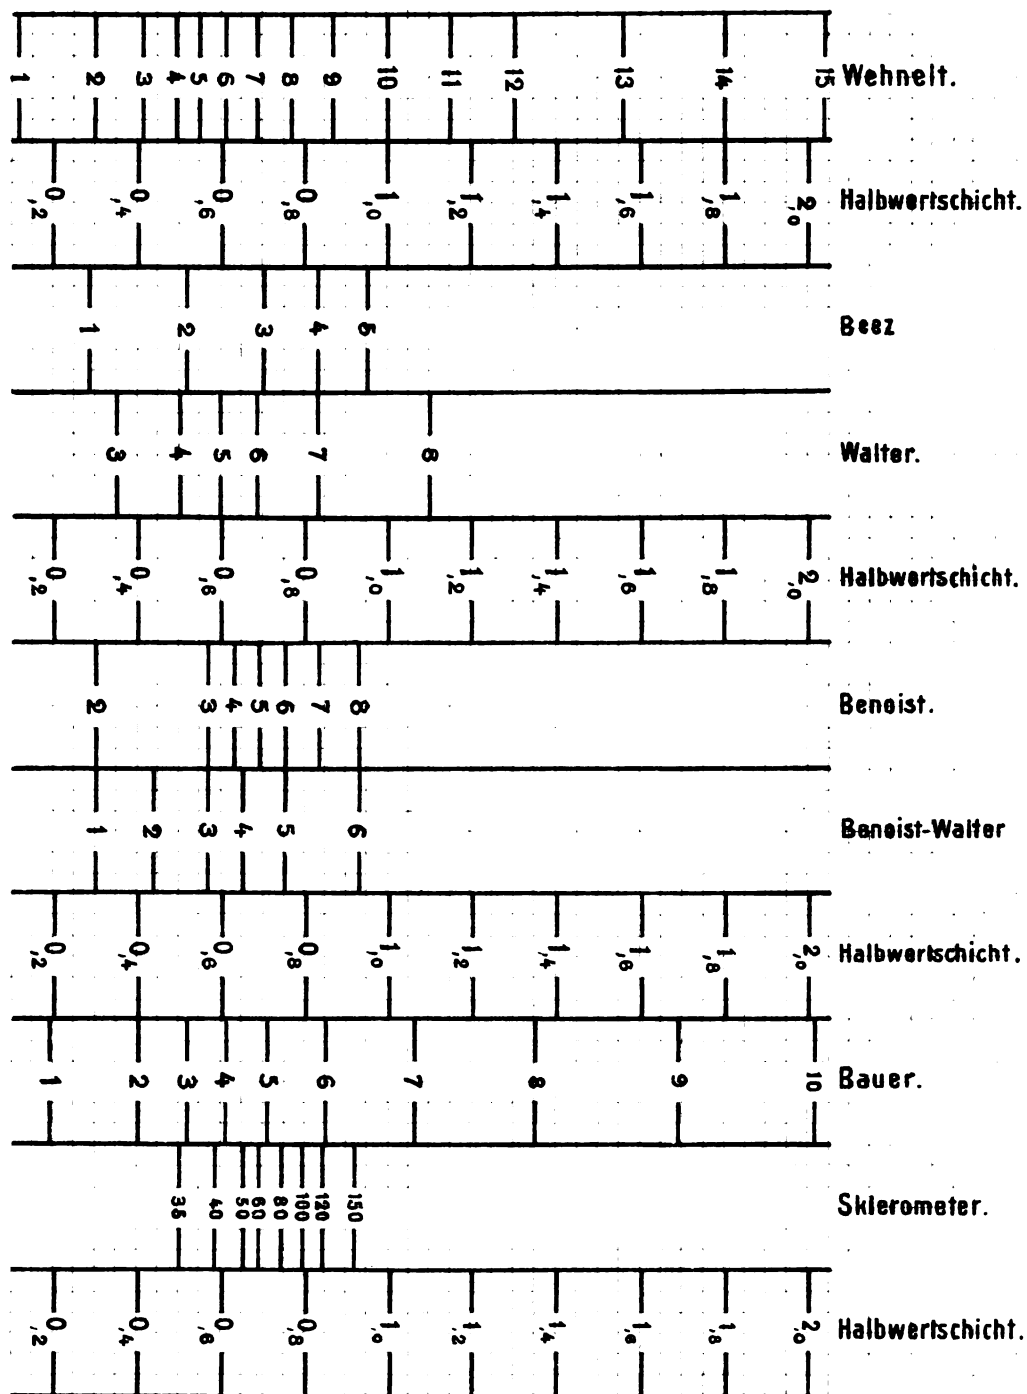 1 2 3 4 5 6 7 8 9 10 11 12 13 14 15 Wehnelt.
0,2 0,4 0,6 0,8 1,0 1,2 1,4 1,6 1,8 2,0 Halbwertschicht.
1 2 3 4 5 Beez
3 4 5 6 7 8 Walter.
0,2 0,4 0,6 0,8 1,0 1,2 1,4 1,6 1,8 2,0 Halbwertschicht.
2 3 4 5 6 7 8 Benoist.
1 2 3 4 5 6 Benoist-Walter
0,2 0,4 0,6 0,8 1,0 1,2 1,4 1,6 1,8 2,0 Halbwertschicht.
1 2 3 4 5 6 7 8 9 10 Bauer.
35 40 50 60 80 100 120 150 Sklerometer.
0,2 0,4 0,6 0,8 1,0 1,2 1,4 1,6 1,8 2,0 Halbwertschicht.